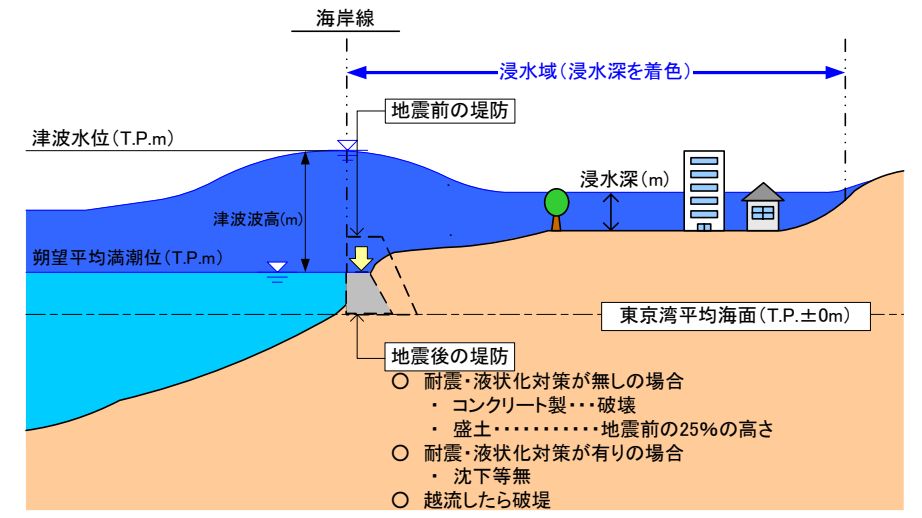 海岸線
浸水域(浸水深を着色)
地震前の堤防
津波水位(T.P.m)
浸水深(m)
津波波高(m)
朔望平均満潮位(T.P.m)
東京湾平均海面(T.P.±0m)
地震後の堤防
○ 耐震・液状化対策が無しの場合
・ コンクリート製・・・破壊
・ 盛土・・・・・・・・・・・地震前の25%の高さ
○ 耐震・液状化対策が有りの場合
・ 沈下等無
○ 越流したら破堤